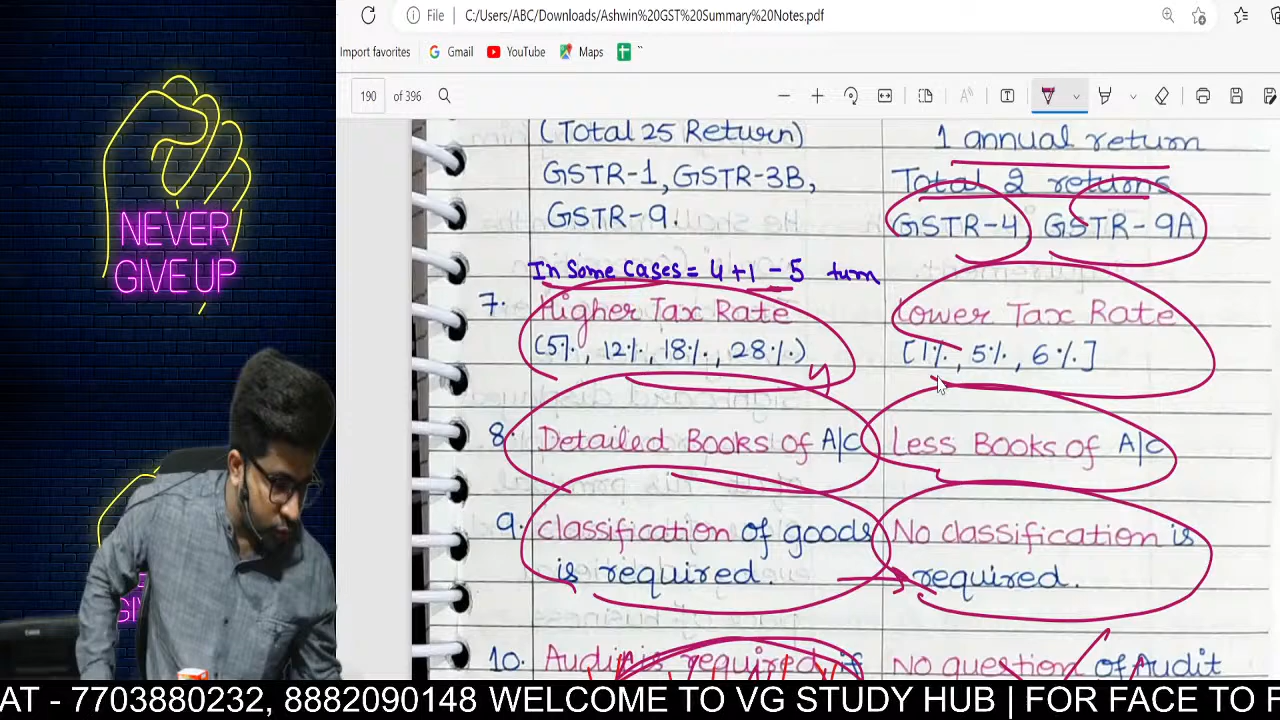 File C:/Users/ABC/Downloads/Ashwin%20GST%20Summary%20Notes.pdf
Import favorites Gmail YouTube Maps
190 of 396
(Total 25 Return) 1 annual return
GSTR-1, GSTR-3B, Total 2 returns
GSTR-9. GSTR-4 GSTR-9A
In Some Cases = 4+1 - 5 turn
7. Higher Tax Rate Lower Tax Rate
(5%, 12%, 18%, 28%.) [1%, 5%, 6%.]
8. Detailed Books of A/C Less Books of A/C
9. classification of goods No classification is
is required. required.
10. Audit is required if No question of Audit
NEVER
GIVE UP
AT - 7703880232, 8882090148 WELCOME TO VG STUDY HUB | FOR FACE TO F